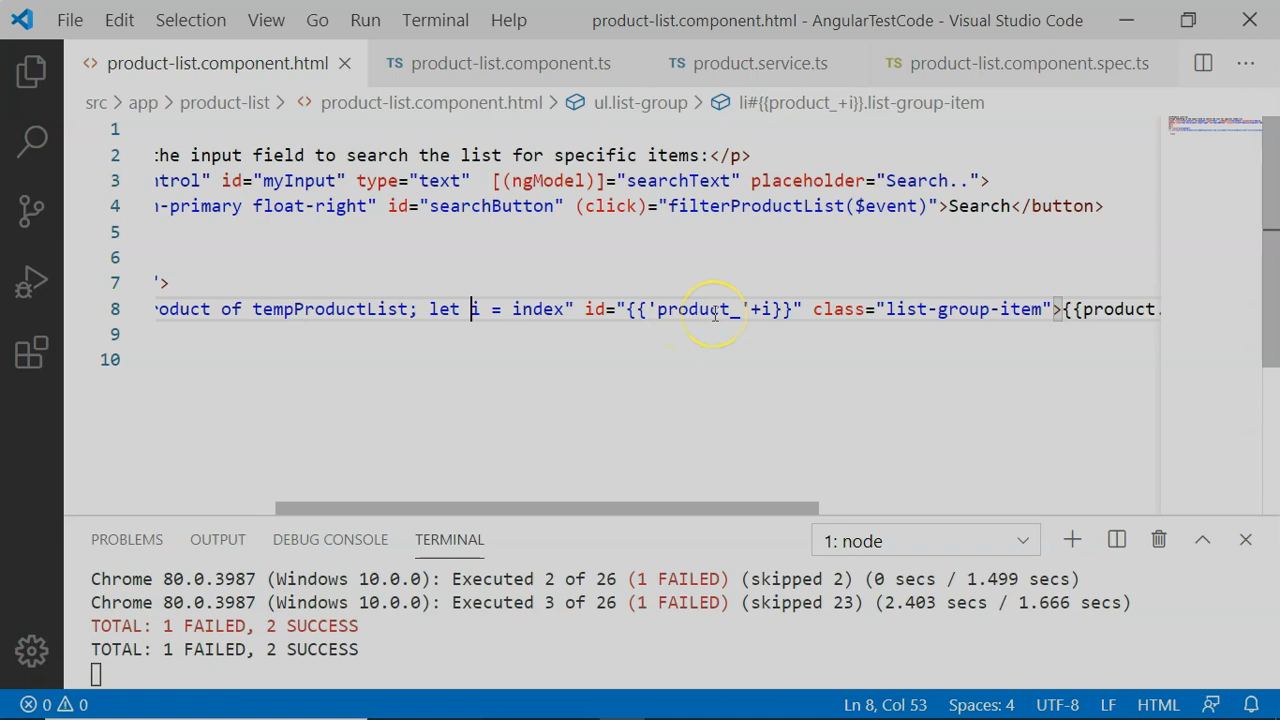 File Edit Selection View Go Run Terminal Help product-list.component.html - AngularTestCode - Visual Studio Code
product-list.component.html TS product-list.component.ts TS product.service.ts TS product-list.component.spec.ts
src > app > product-list > product-list.component.html > ul.list-group > li#{{product_+i}}.list-group-item
1
2 the input field to search the list for specific items:</p>
3 ntrol" id="myInput" type="text" [(ngModel)]="searchText" placeholder="Search..">
4 n-primary float-right" id="searchButton" (click)="filterProductList($event)">Search</button>
5
6
7 ">
8 roduct of tempProductList; let i = index" id="{{'product_'+i}}" class="list-group-item">{{product.
9
10
PROBLEMS OUTPUT DEBUG CONSOLE TERMINAL 1: node
Chrome 80.0.3987 (Windows 10.0.0): Executed 2 of 26 (1 FAILED) (skipped 2) (0 secs / 1.499 secs)
Chrome 80.0.3987 (Windows 10.0.0): Executed 3 of 26 (1 FAILED) (skipped 23) (2.403 secs / 1.666 secs)
TOTAL: 1 FAILED, 2 SUCCESS
TOTAL: 1 FAILED, 2 SUCCESS
0 0 Ln 8, Col 53 Spaces: 4 UTF-8 LF HTML